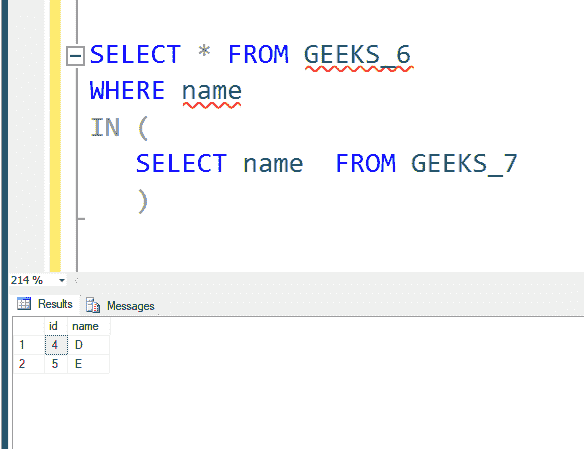 SELECT * FROM GEEKS_6
WHERE name
IN (
SELECT name  FROM GEEKS_7
)
214 %
Results Messages
id name
1 4 D
2 5 E